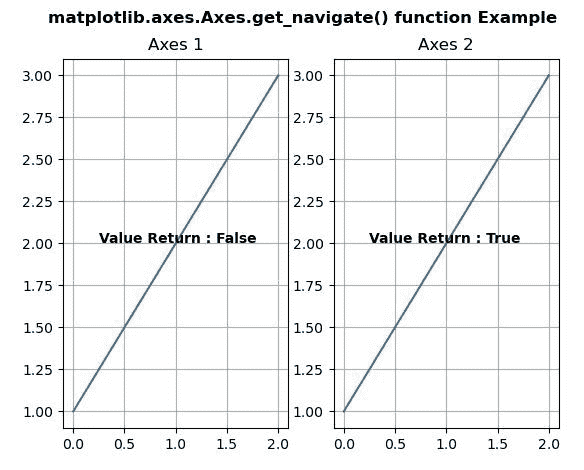 matplotlib.axes.Axes.get_navigate() function Example
Axes 1
3.00
2.75
2.50
2.25
2.00
1.75
1.50
1.25
1.00
Value Return : False
0.0 0.5 1.0 1.5 2.0
Axes 2
3.00
2.75
2.50
2.25
2.00
1.75
1.50
1.25
1.00
Value Return : True
0.0 0.5 1.0 1.5 2.0